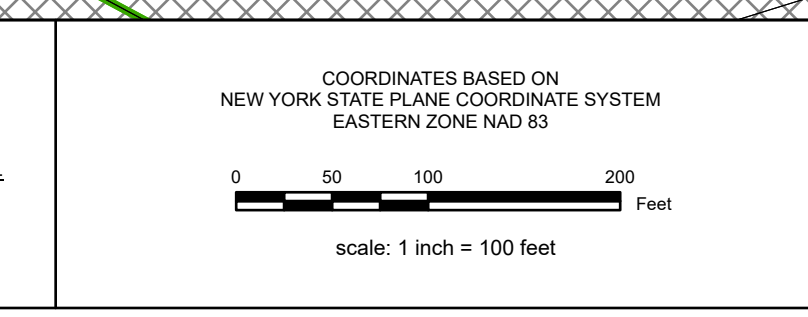 COORDINATES BASED ON
NEW YORK STATE PLANE COORDINATE SYSTEM
EASTERN ZONE NAD 83
0 50 100 200
Feet
scale: 1 inch = 100 feet